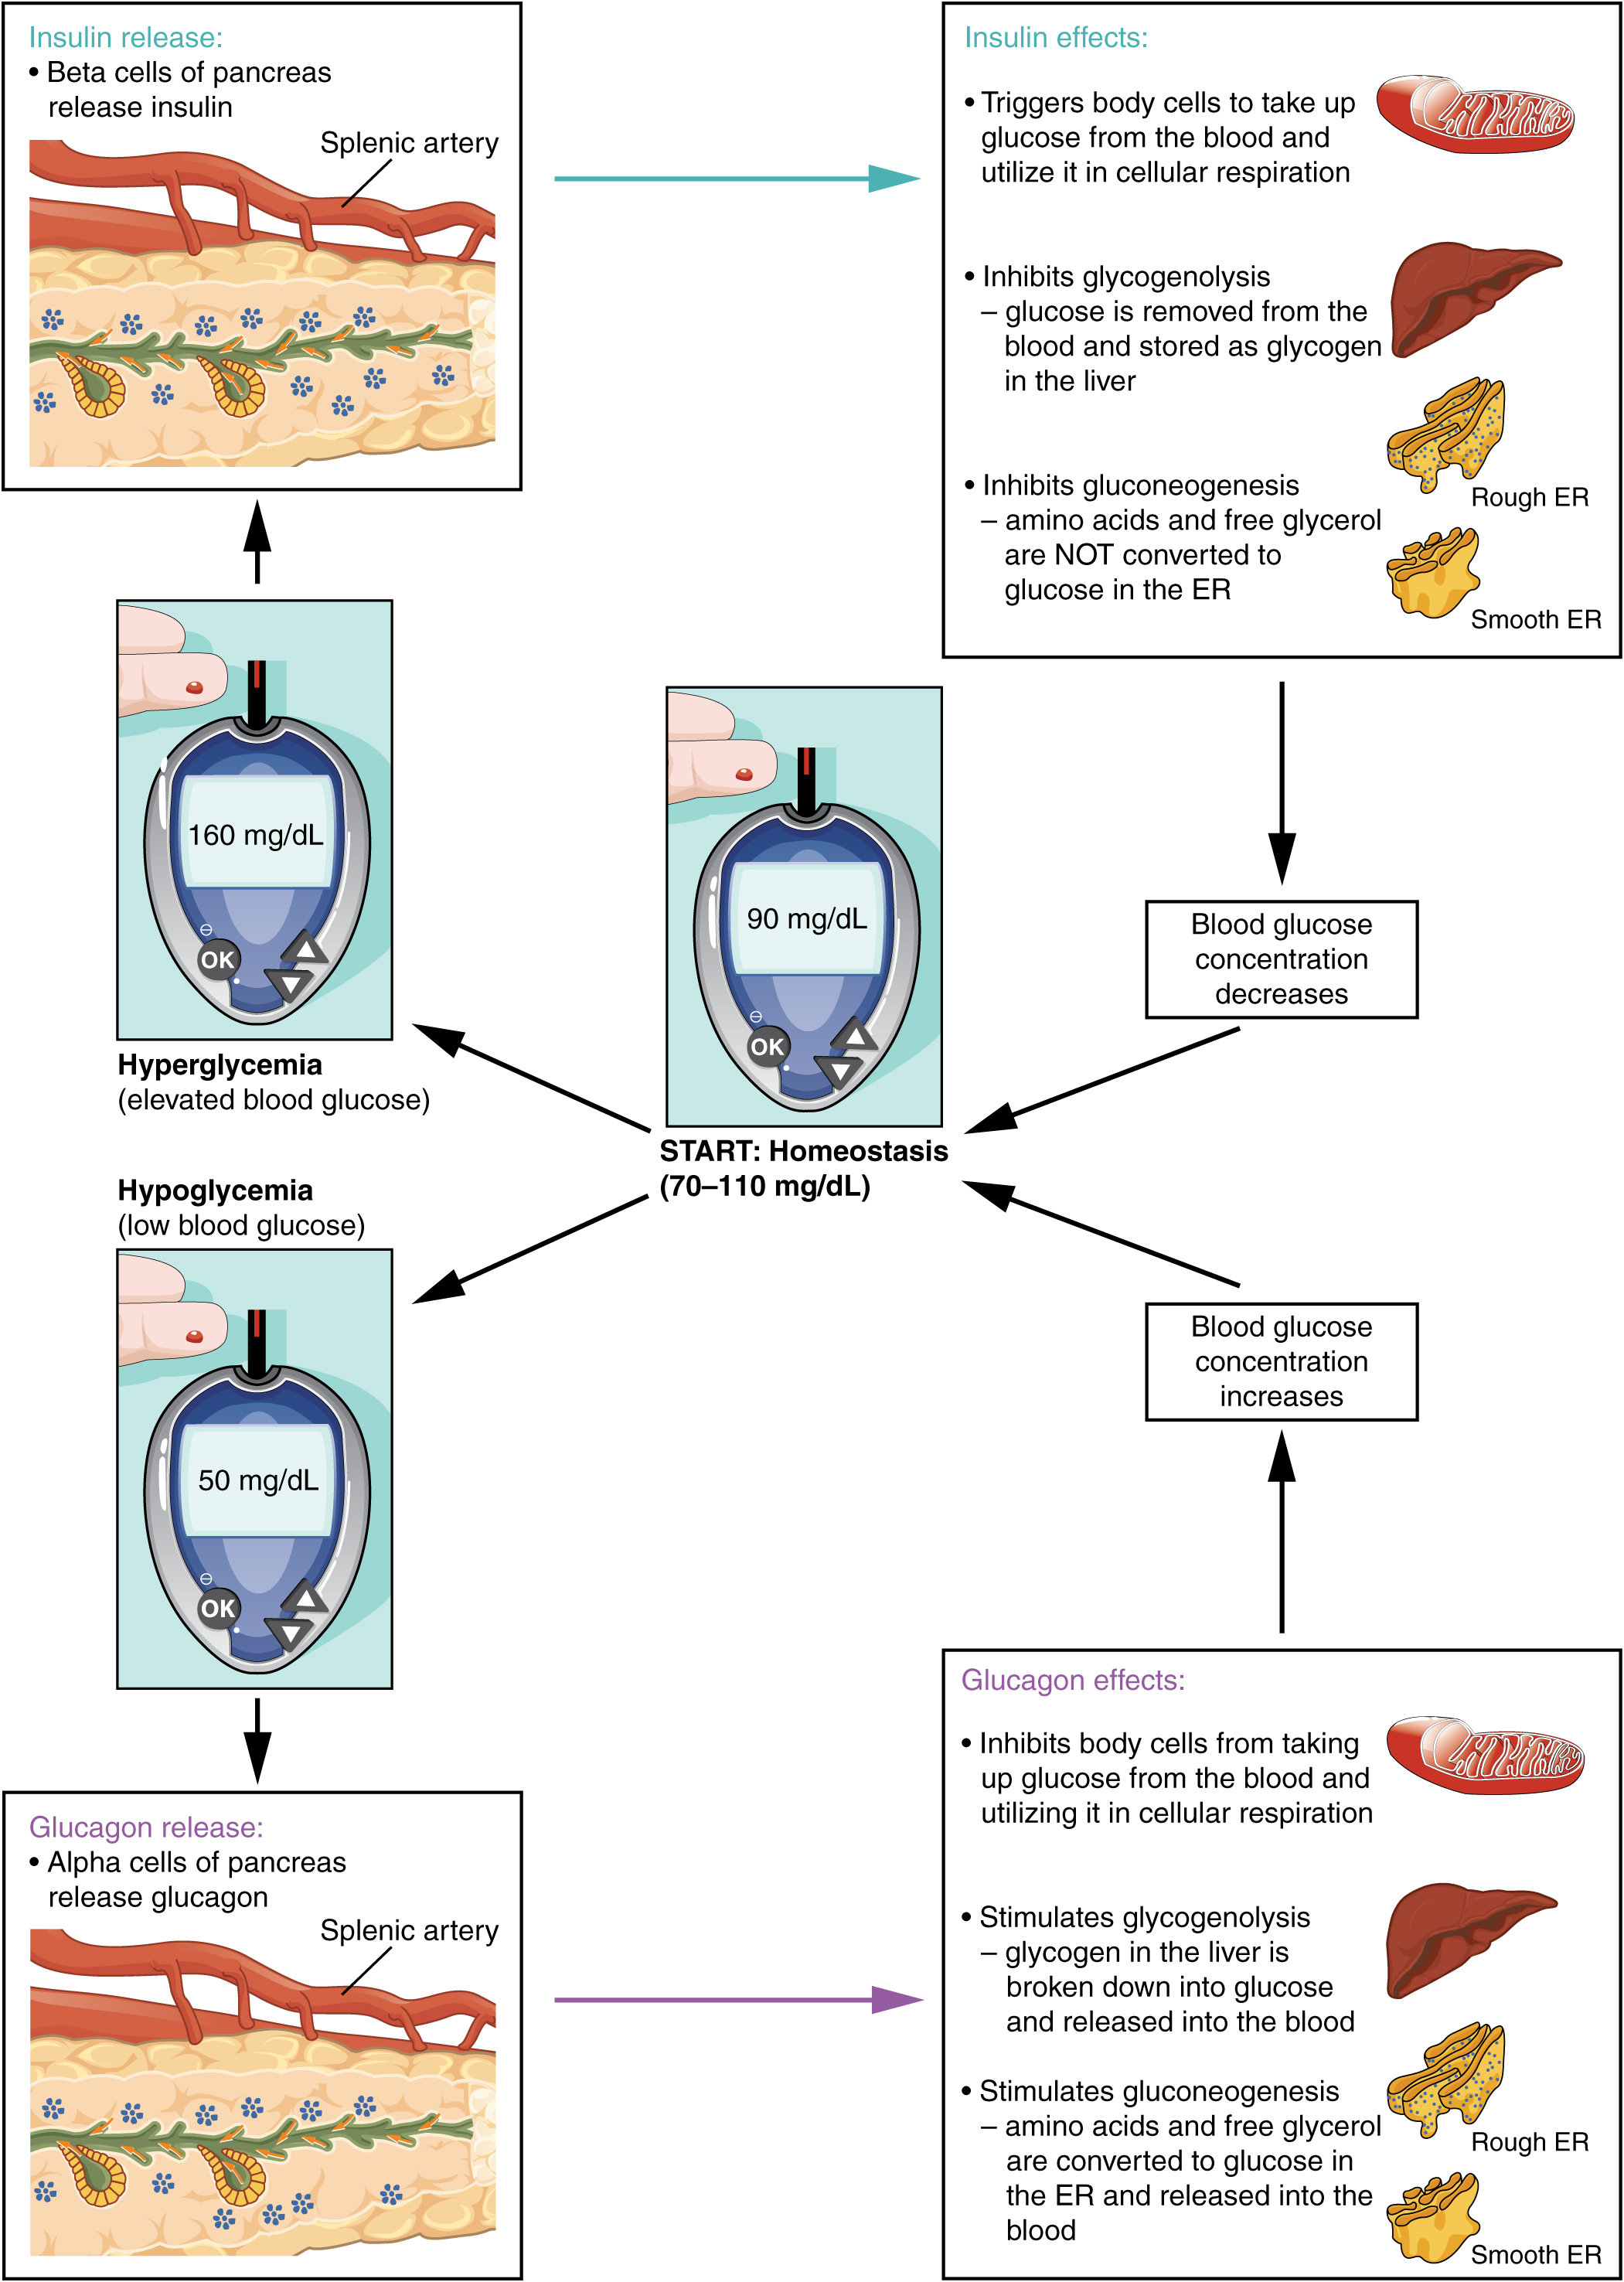 Insulin release:
• Beta cells of pancreas
release insulin
Splenic artery
Insulin effects:
• Triggers body cells to take up
glucose from the blood and
utilize it in cellular respiration
• Inhibits glycogenolysis
– glucose is removed from the
blood and stored as glycogen
in the liver
• Inhibits gluconeogenesis
– amino acids and free glycerol
are NOT converted to
glucose in the ER
Rough ER
Smooth ER
160 mg/dL
OK
Hyperglycemia
(elevated blood glucose)
90 mg/dL
OK
START: Homeostasis
(70–110 mg/dL)
Blood glucose
concentration
decreases
Hypoglycemia
(low blood glucose)
50 mg/dL
OK
Blood glucose
concentration
increases
Glucagon release:
• Alpha cells of pancreas
release glucagon
Splenic artery
Glucagon effects:
• Inhibits body cells from taking
up glucose from the blood and
utilizing it in cellular respiration
• Stimulates glycogenolysis
– glycogen in the liver is
broken down into glucose
and released into the blood
• Stimulates gluconeogenesis
– amino acids and free glycerol
are converted to glucose in
the ER and released into the
blood
Rough ER
Smooth ER